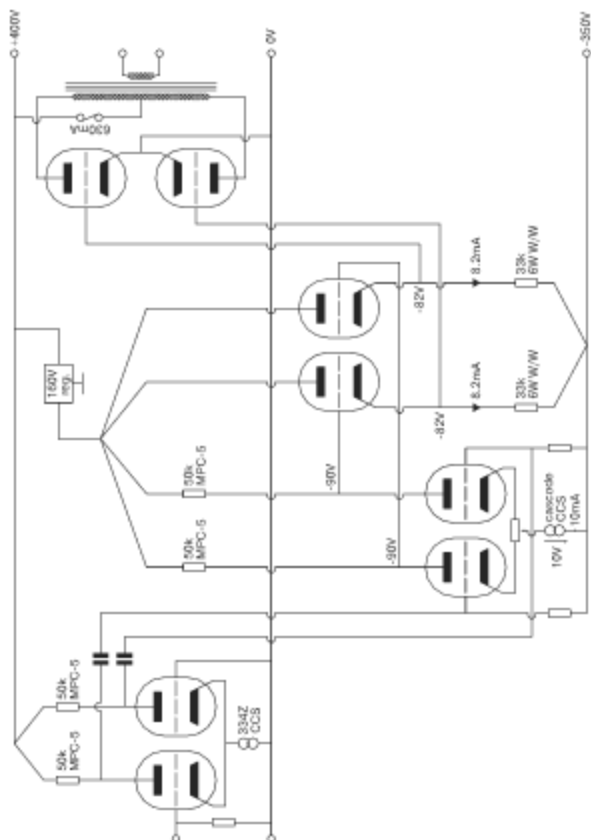 +400V
0V
-350V
630mA
8.2mA
33k
6W W/W
-82V
160V
reg.
8.2mA
33k
6W W/W
-82V
50k
MPC-5
-90V
50k
MPC-5
-90V
cascode
CCS
10mA
10V
50k
MPC-5
334Z
CCS
50k
MPC-5